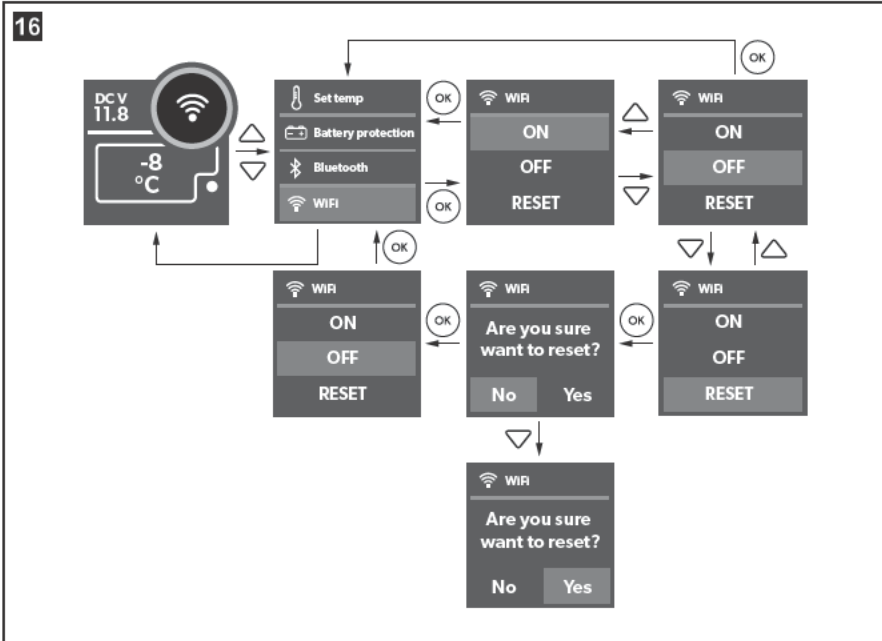 16
OK
DC V
11.8
-8
°C
Set temp
Battery protection
Bluetooth
WiFi
OK
OK
WiFi
ON
OFF
RESET
WiFi
ON
OFF
RESET
OK
WiFi
ON
OFF
RESET
OK
WiFi
Are you sure
want to reset?
No Yes
OK
WiFi
ON
OFF
RESET
WiFi
Are you sure
want to reset?
No Yes